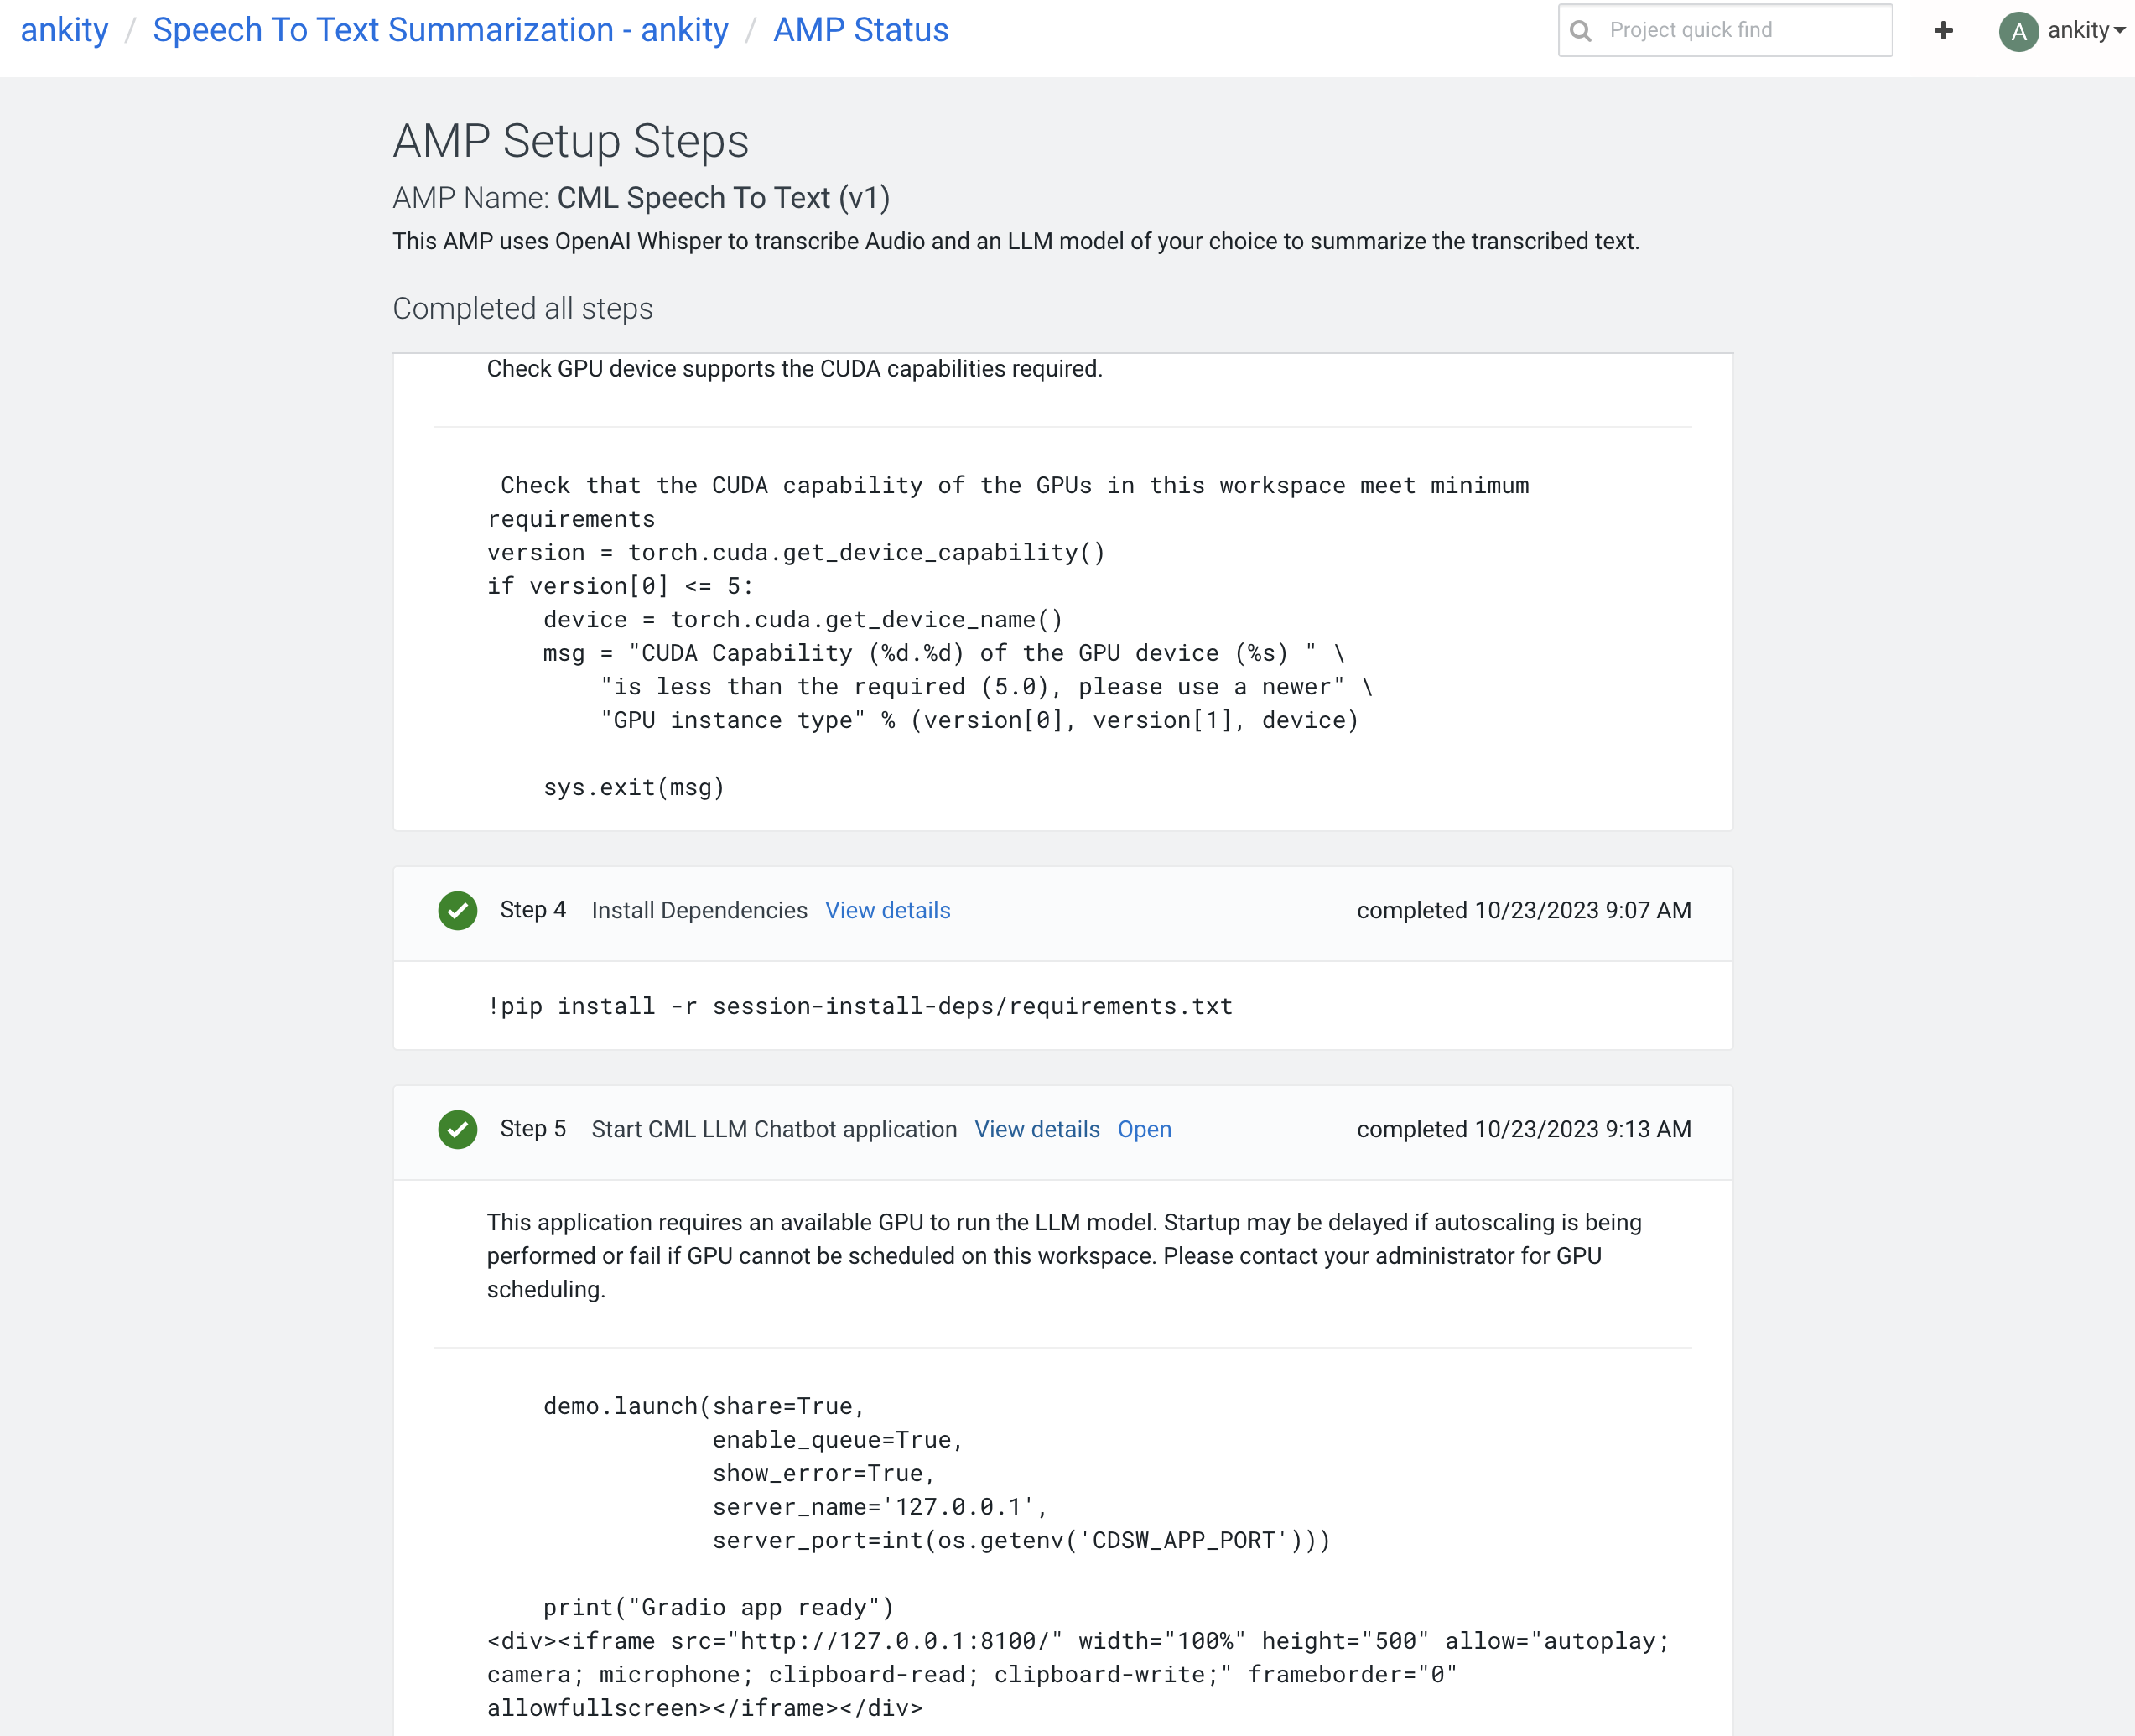 ankity / Speech To Text Summarization - ankity / AMP Status
Project quick find
A ankity
AMP Setup Steps
AMP Name: CML Speech To Text (v1)
This AMP uses OpenAI Whisper to transcribe Audio and an LLM model of your choice to summarize the transcribed text.
Completed all steps
Check GPU device supports the CUDA capabilities required.
 Check that the CUDA capability of the GPUs in this workspace meet minimum
requirements
version = torch.cuda.get_device_capability()
if version[0] <= 5:
    device = torch.cuda.get_device_name()
    msg = "CUDA Capability (%d.%d) of the GPU device (%s) " \
        "is less than the required (5.0), please use a newer" \
        "GPU instance type" % (version[0], version[1], device)
    sys.exit(msg)
Step 4 Install Dependencies View details completed 10/23/2023 9:07 AM
!pip install -r session-install-deps/requirements.txt
Step 5 Start CML LLM Chatbot application View details Open completed 10/23/2023 9:13 AM
This application requires an available GPU to run the LLM model. Startup may be delayed if autoscaling is being
performed or fail if GPU cannot be scheduled on this workspace. Please contact your administrator for GPU
scheduling.
    demo.launch(share=True,
                enable_queue=True,
                show_error=True,
                server_name='127.0.0.1',
                server_port=int(os.getenv('CDSW_APP_PORT')))
    print("Gradio app ready")
<div><iframe src="http://127.0.0.1:8100/" width="100%" height="500" allow="autoplay;
camera; microphone; clipboard-read; clipboard-write;" frameborder="0"
allowfullscreen></iframe></div>